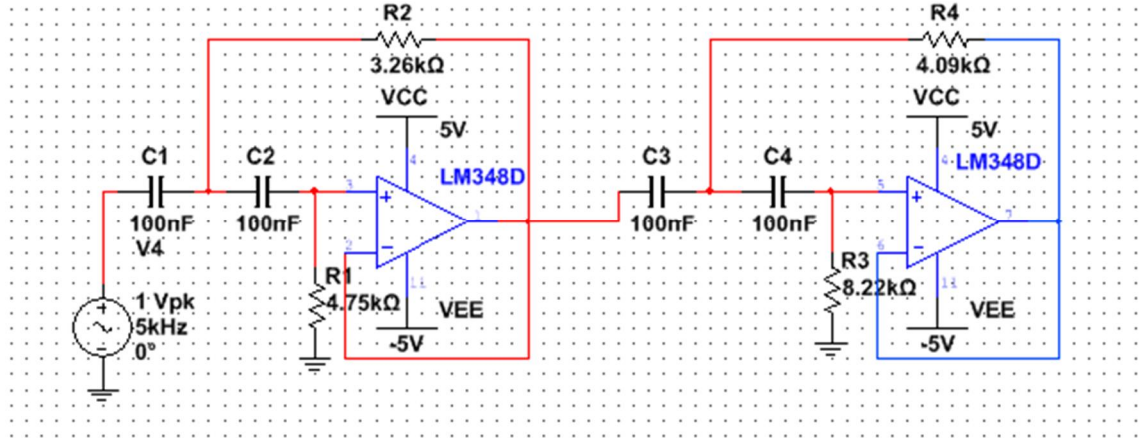 R2
3.26kΩ
VCC
5V
C1
C2
4
LM348D
100nF
100nF
3
1
2
V4
R1
4.75kΩ
11
VEE
-5V
1 Vpk
5kHz
0°
R4
4.09kΩ
VCC
5V
C3
C4
4
LM348D
100nF
100nF
5
7
6
R3
8.22kΩ
11
VEE
-5V